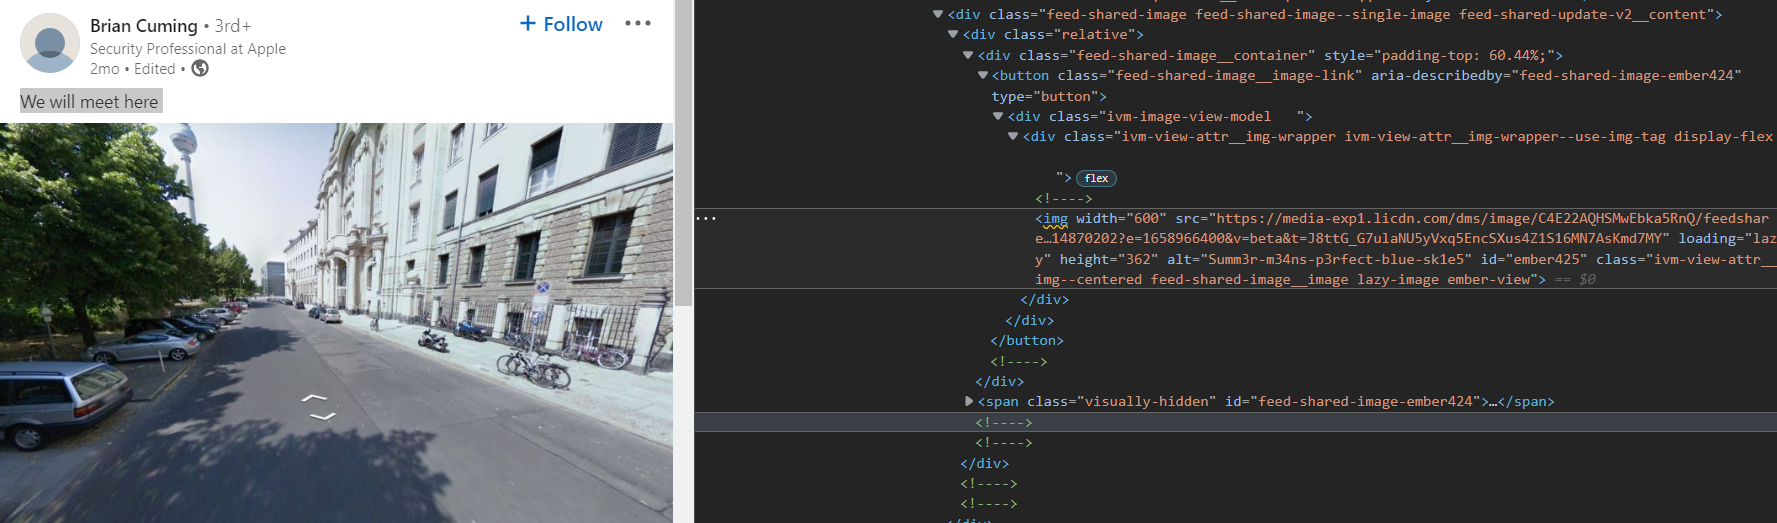 Brian Cuming • 3rd+
Security Professional at Apple
2mo • Edited •
+ Follow
•••
We will meet here
<div class="feed-shared-image feed-shared-image--single-image feed-shared-update-v2__content">
<div class="relative">
<div class="feed-shared-image__container" style="padding-top: 60.44%;">
<button class="feed-shared-image__image-link" aria-describedby="feed-shared-image-ember424"
type="button">
<div class="ivm-image-view-model   ">
<div class="ivm-view-attr__img-wrapper ivm-view-attr__img-wrapper--use-img-tag display-flex
"> flex
<!---->
<img width="600" src="https://media-exp1.licdn.com/dms/image/C4E22AQHSMwEbka5RnQ/feedshar
e…14870202?e=1658966400&v=beta&t=J8ttG_G7ulaNU5yVxq5EncSXus4Z1S16MN7AsKmd7MY" loading="laz
y" height="362" alt="Summ3r-m34ns-p3rfect-blue-sk1e5" id="ember425" class="ivm-view-attr__
img--centered feed-shared-image__image lazy-image ember-view"> == $0
</div>
</div>
</button>
<!---->
</div>
<span class="visually-hidden" id="feed-shared-image-ember424">…</span>
<!---->
<!---->
</div>
<!---->
<!---->